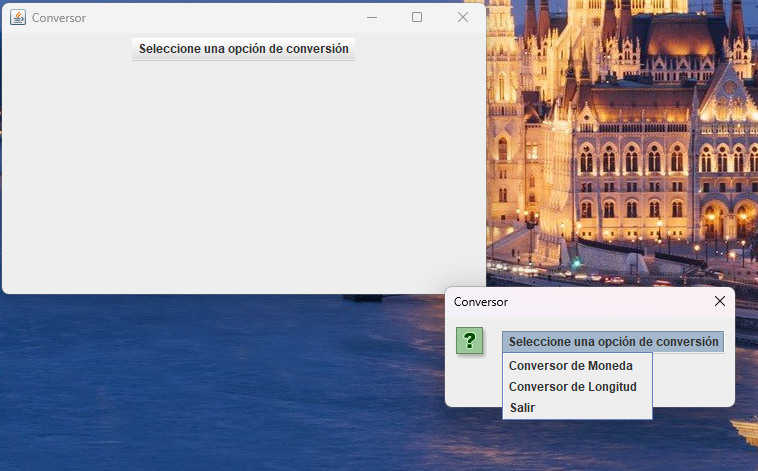 Conversor
Seleccione una opción de conversión
Conversor
?
Seleccione una opción de conversión
Conversor de Moneda
Conversor de Longitud
Salir